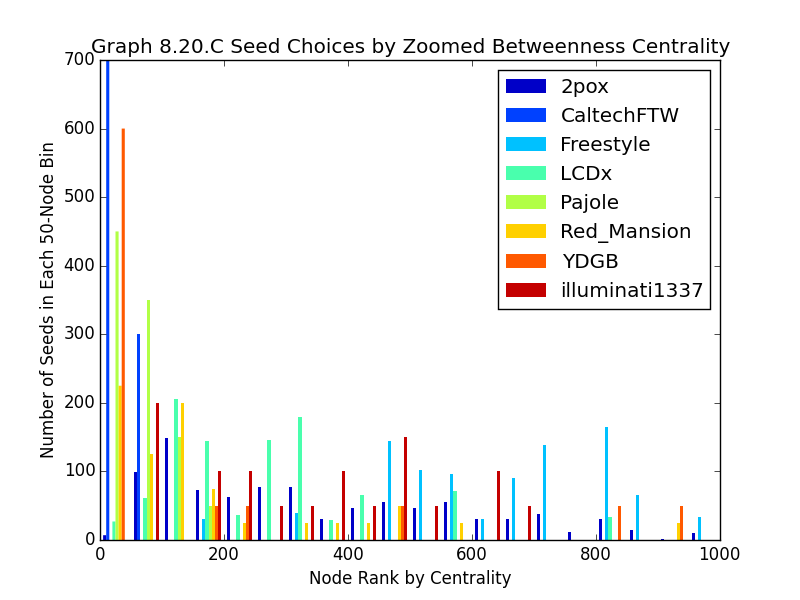 Graph 8.20.C Seed Choices by Zoomed Betweenness Centrality
Number of Seeds in Each 50-Node Bin
700
600
500
400
300
200
100
0
2pox
CaltechFTW
Freestyle
LCDx
Pajole
Red_Mansion
YDGB
illuminati1337
0 200 400 600 800 1000
Node Rank by Centrality